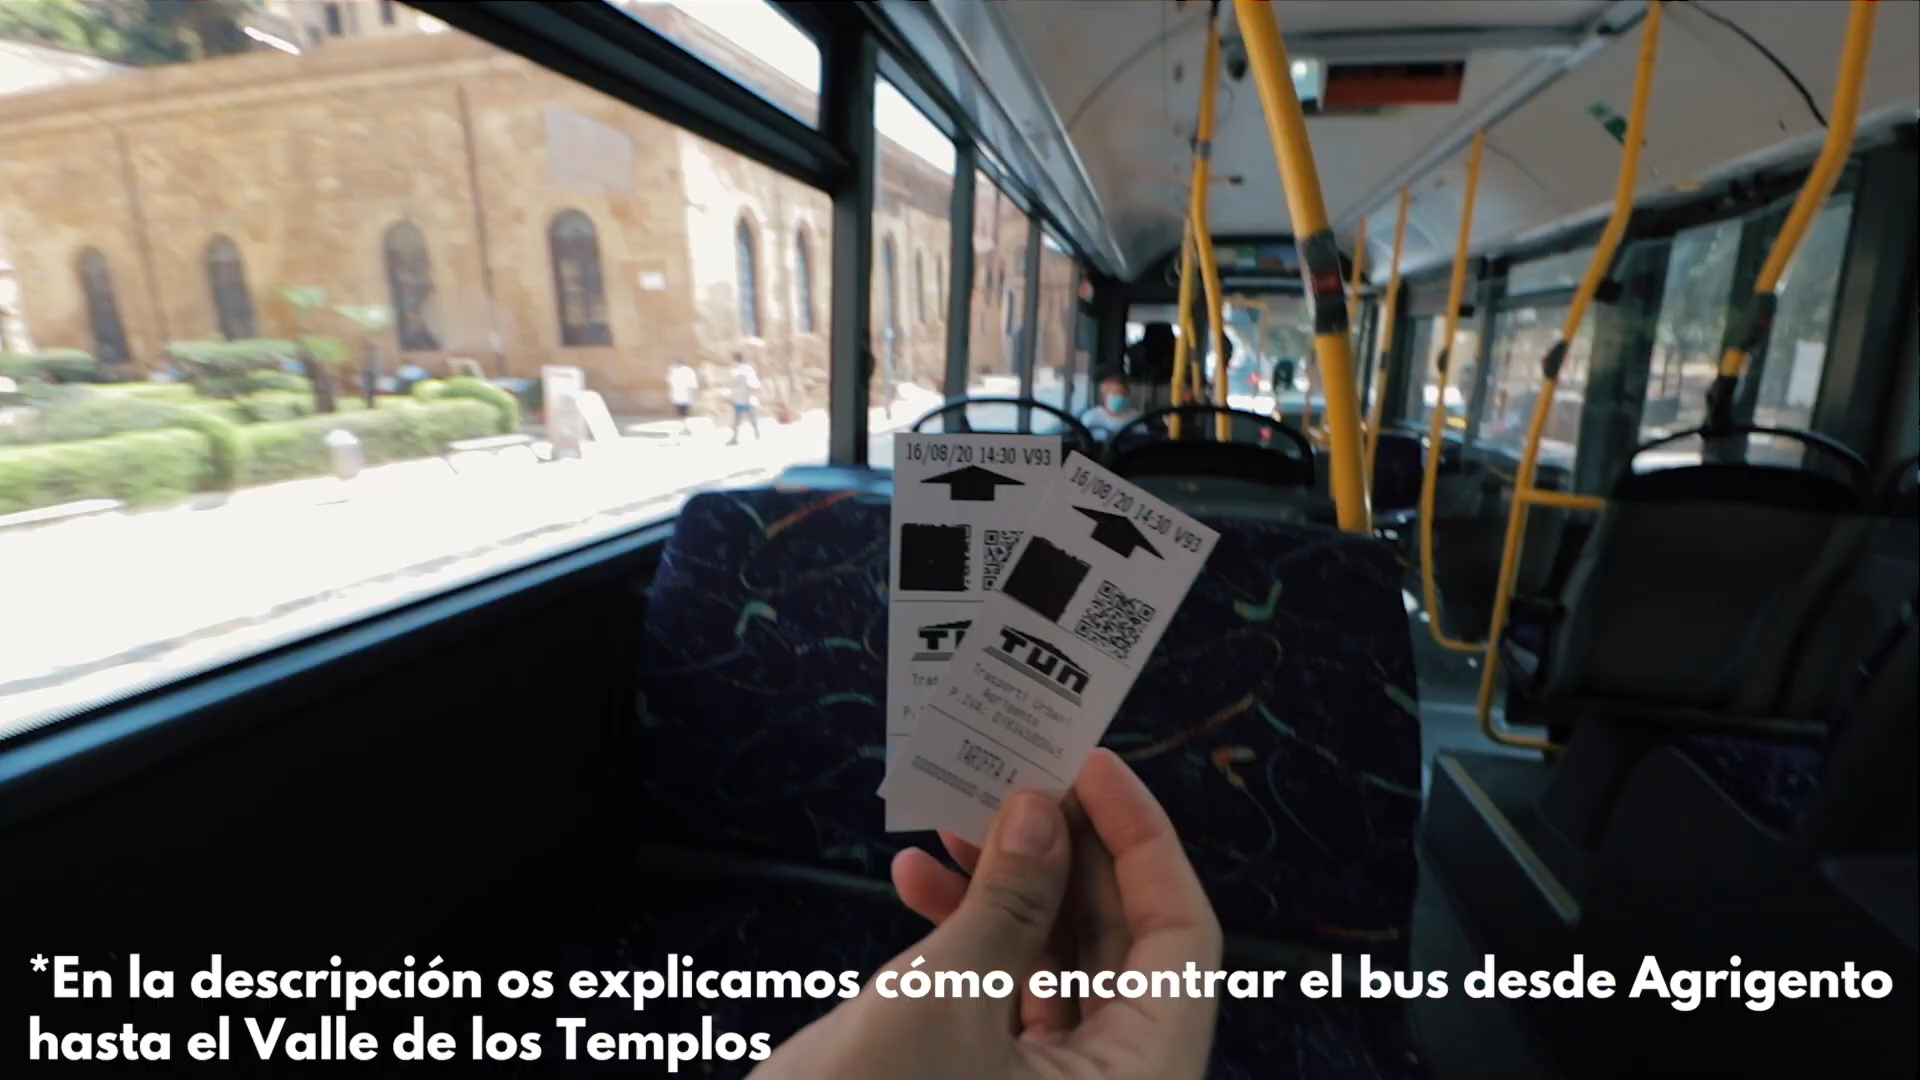 16/08/20 14:30 V93
16/08/20 14:30 V93
TUA
Trasporti Urbani
Agrigento
P.IVA:
TARIFFA 4
*En la descripción os explicamos cómo encontrar el bus desde Agrigento
hasta el Valle de los Templos